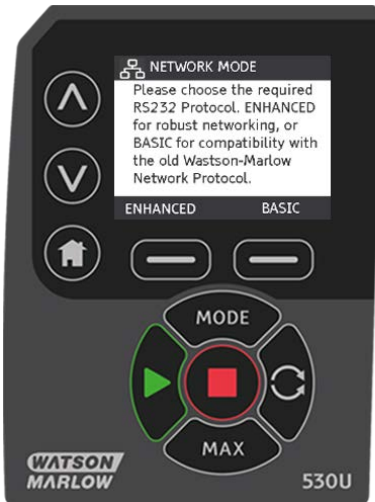 NETWORK MODE
Please choose the required
RS232 Protocol. ENHANCED
for robust networking, or
BASIC for compatibility with
the old Wastson-Marlow
Network Protocol.
ENHANCED BASIC
MODE
MAX
WATSON
MARLOW
530U